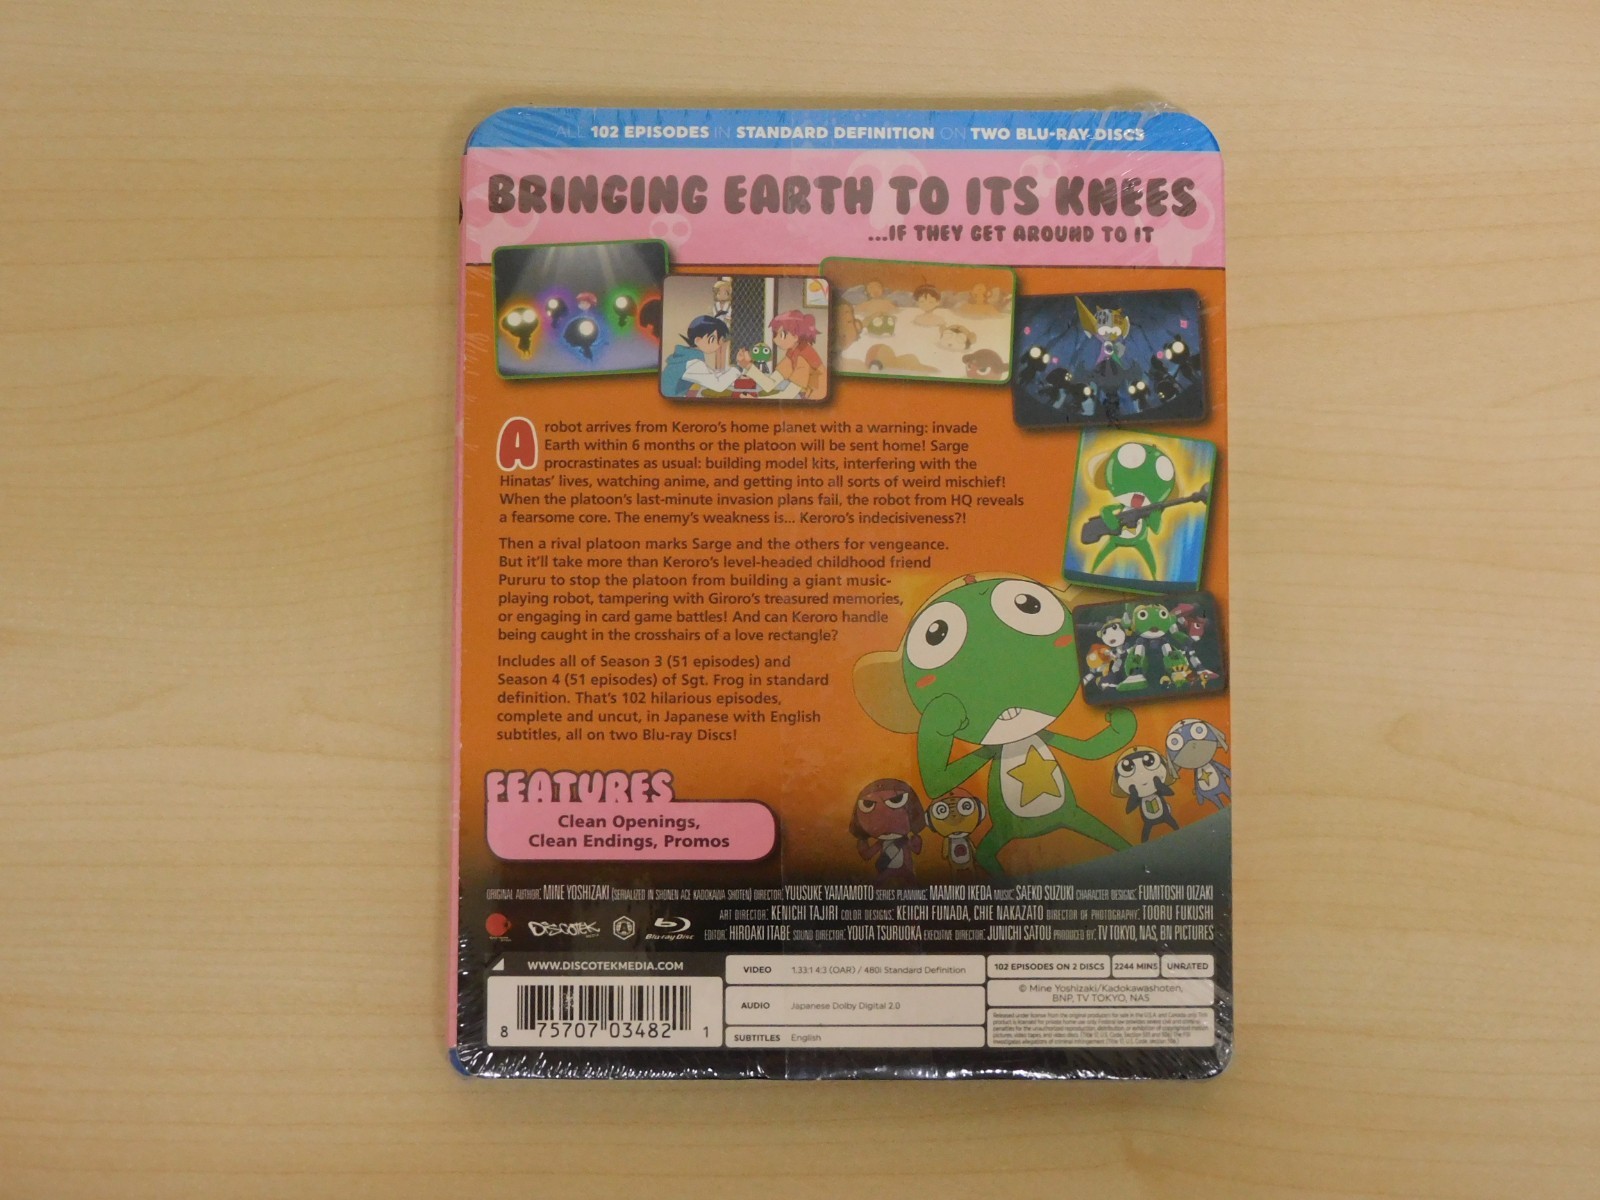 ALL 102 EPISODES IN STANDARD DEFINITION ON TWO BLU-RAY DISCS
BRINGING EARTH TO ITS KNEES
...IF THEY GET AROUND TO IT
A robot arrives from Keroro's home planet with a warning: invade
Earth within 6 months or the platoon will be sent home! Sarge
procrastinates as usual: building model kits, interfering with the
Hinatas' lives, watching anime, and getting into all sorts of weird mischief!
When the platoon's last-minute invasion plans fail, the robot from HQ reveals
a fearsome core. The enemy's weakness is... Keroro's indecisiveness?!
Then a rival platoon marks Sarge and the others for vengeance.
But it'll take more than Keroro's level-headed childhood friend
Pururu to stop the platoon from building a giant music-
playing robot, tampering with Giroro's treasured memories,
or engaging in card game battles! And can Keroro handle
being caught in the crosshairs of a love rectangle?
Includes all of Season 3 (51 episodes) and
Season 4 (51 episodes) of Sgt. Frog in standard
definition. That's 102 hilarious episodes,
complete and uncut, in Japanese with English
subtitles, all on two Blu-ray Discs!
FEATURES
Clean Openings,
Clean Endings, Promos
ORIGINAL AUTHOR: MINE YOSHIZAKI (SERIALIZED IN SHONEN ACE KADOKAWA SHOTEN) DIRECTOR: YUUSUKE YAMAMOTO SERIES PLANNING: MAMIKO IKEDA MUSIC: SAEKO SUZUKI CHARACTER DESIGNS: FUMITOSHI OIZAKI
ART DIRECTOR: KENICHI TAJIRI COLOR DESIGNS: KEIICHI FUNADA, CHIE NAKAZATO DIRECTOR OF PHOTOGRAPHY: TOORU FUKUSHI
EDITOR: HIROAKI ITABE SOUND DIRECTOR: YOUTA TSURUOKA EXECUTIVE DIRECTOR: JUNICHI SATOU PRODUCED BY: TV TOKYO, NAS, BN PICTURES
DISCOTEK
Blu-ray Disc
WWW.DISCOTEKMEDIA.COM
8 75707 03482 1
VIDEO 1.33:1 4:3 (OAR) / 480i Standard Definition
AUDIO Japanese Dolby Digital 2.0
SUBTITLES English
102 EPISODES ON 2 DISCS 2244 MINS UNRATED
© Mine Yoshizaki/Kadokawashoten,
BNP, TV TOKYO, NAS